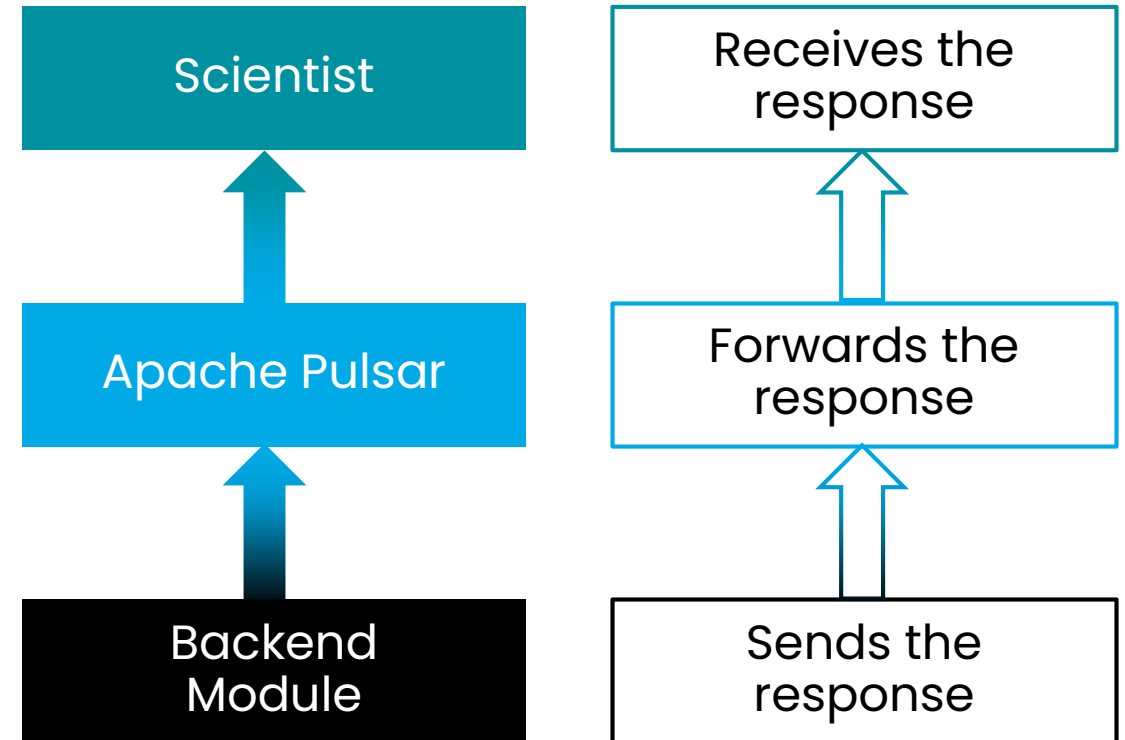 Scientist
Receives the
response
Apache Pulsar
Forwards the
response
Backend
Module
Sends the
response